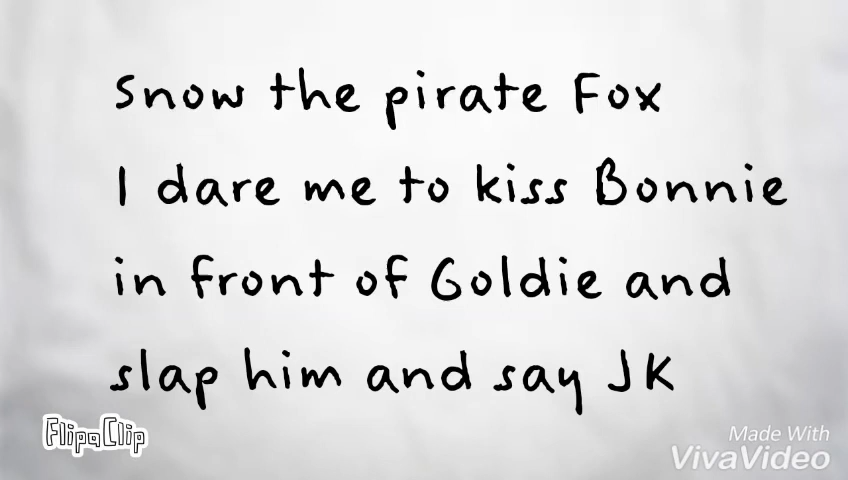 Snow the pirate Fox
I dare me to kiss Bonnie
in front of Goldie and
slap him and say JK
FlipaClip
Made With
VivaVideo